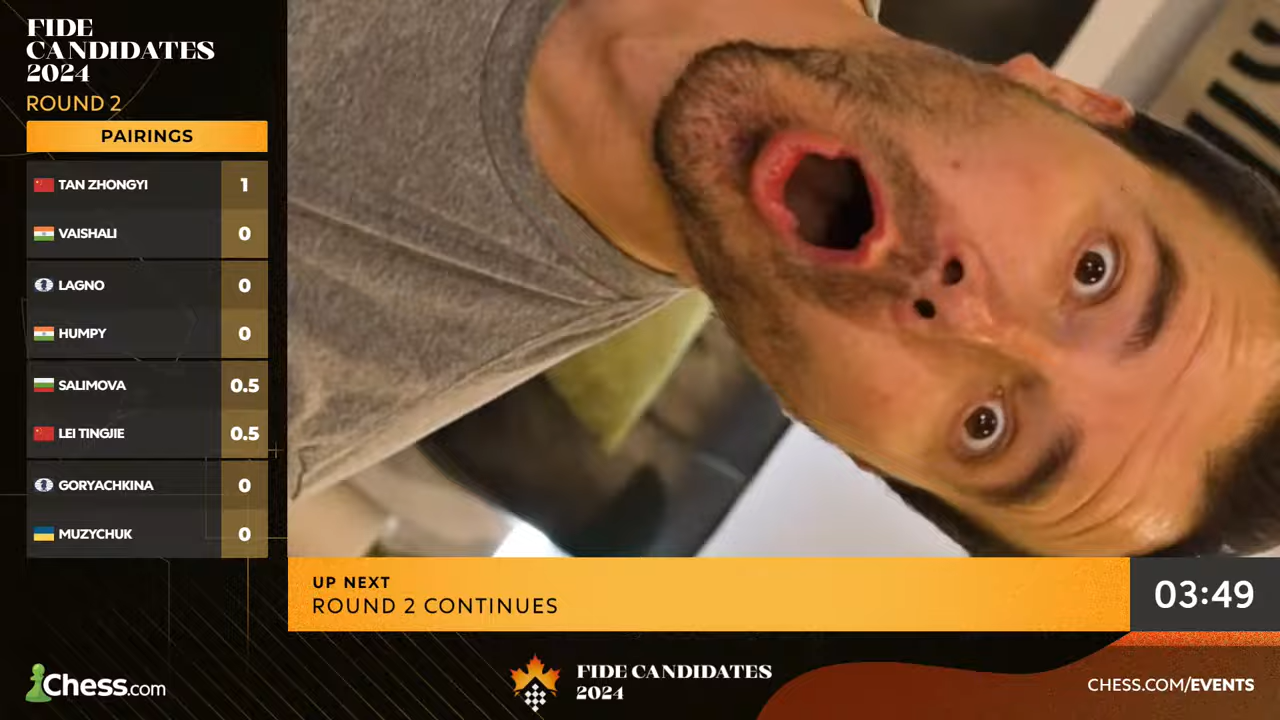 FIDE
CANDIDATES
2024
ROUND 2
PAIRINGS
TAN ZHONGYI 1
VAISHALI 0
LAGNO 0
HUMPY 0
SALIMOVA 0.5
LEI TINGJIE 0.5
GORYACHKINA 0
MUZYCHUK 0
UP NEXT
ROUND 2 CONTINUES
03:49
Chess.com
FIDE CANDIDATES
2024
CHESS.COM/EVENTS